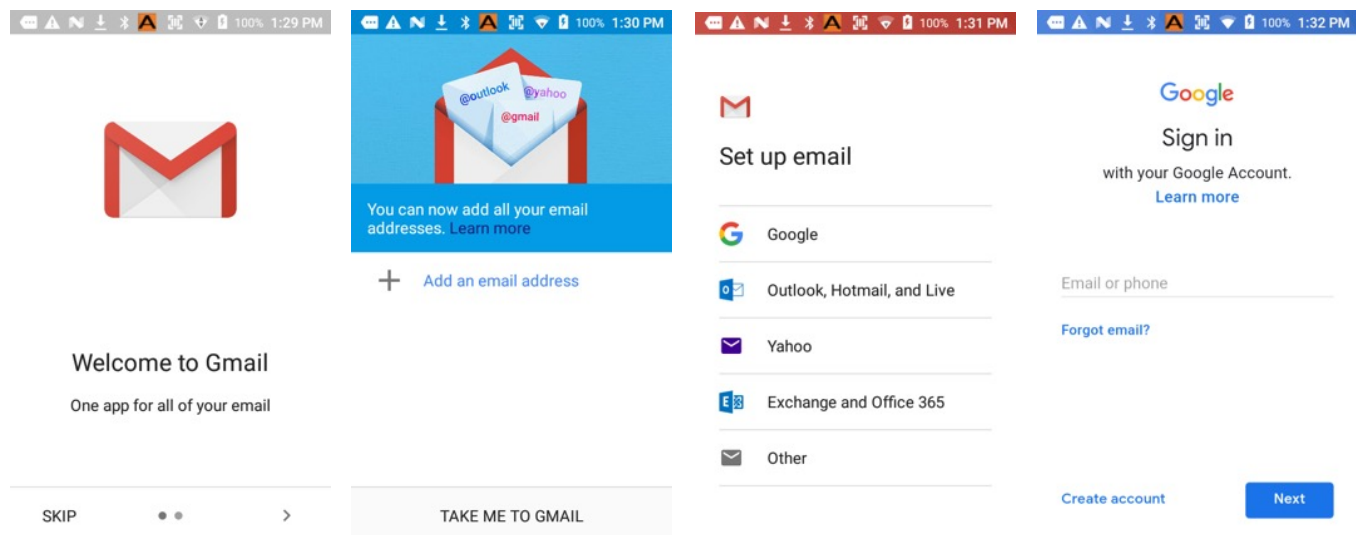 100% 1:29 PM
Welcome to Gmail
One app for all of your email
SKIP
100% 1:30 PM
@outlook
@yahoo
@gmail
You can now add all your email
addresses. Learn more
Add an email address
TAKE ME TO GMAIL
100% 1:31 PM
Set up email
Google
Outlook, Hotmail, and Live
Yahoo
Exchange and Office 365
Other
100% 1:32 PM
Google
Sign in
with your Google Account.
Learn more
Email or phone
Forgot email?
Create account
Next